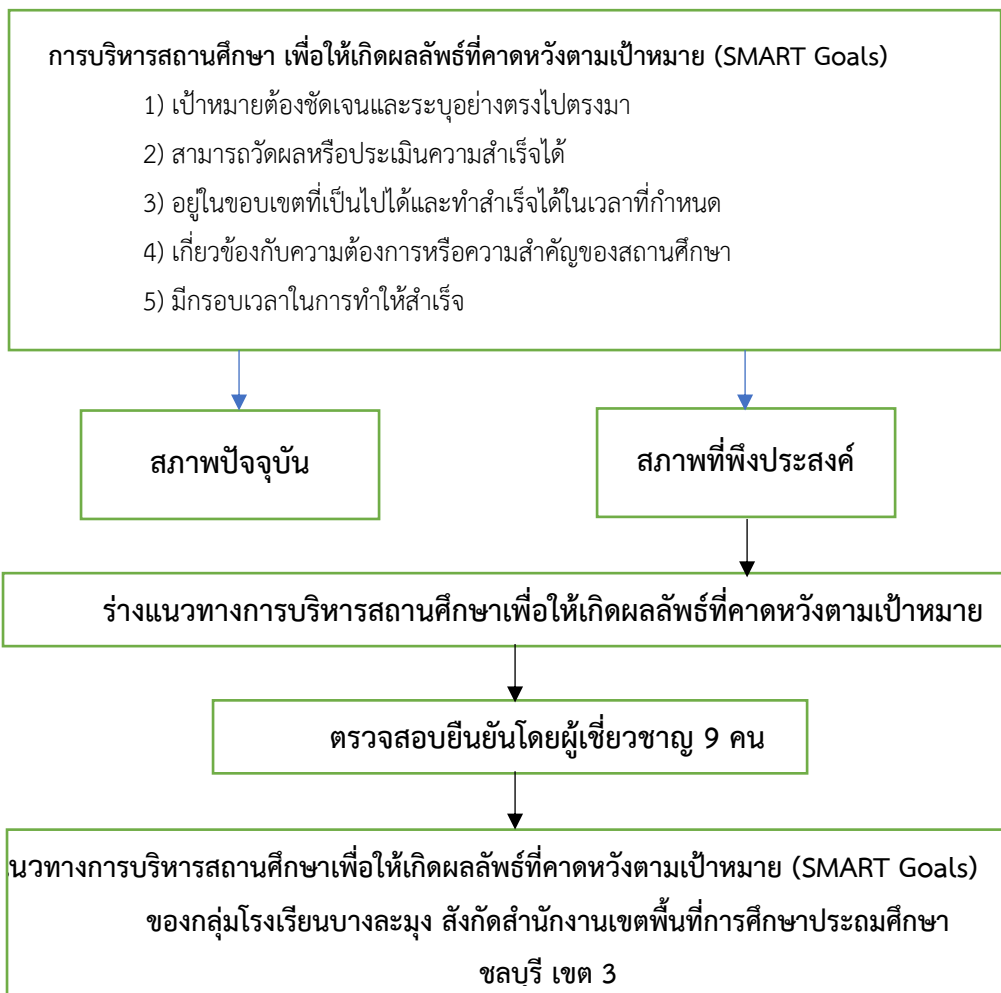 การบริหารสถานศึกษา เพื่อให้เกิดผลลัพธ์ที่คาดหวังตามเป้าหมาย (SMART Goals)
1) เป้าหมายต้องชัดเจนและระบุอย่างตรงไปตรงมา
2) สามารถวัดผลหรือประเมินความสำเร็จได้
3) อยู่ในขอบเขตที่เป็นไปได้และทำสำเร็จได้ในเวลาที่กำหนด
4) เกี่ยวข้องกับความต้องการหรือความสำคัญของสถานศึกษา
5) มีกรอบเวลาในการทำให้สำเร็จ
สภาพปัจจุบัน
สภาพที่พึงประสงค์
ร่างแนวทางการบริหารสถานศึกษาเพื่อให้เกิดผลลัพธ์ที่คาดหวังตามเป้าหมาย
ตรวจสอบยืนยันโดยผู้เชี่ยวชาญ 9 คน
แนวทางการบริหารสถานศึกษาเพื่อให้เกิดผลลัพธ์ที่คาดหวังตามเป้าหมาย (SMART Goals)
ของกลุ่มโรงเรียนบางละมุง สังกัดสำนักงานเขตพื้นที่การศึกษาประถมศึกษา
ชลบุรี เขต 3